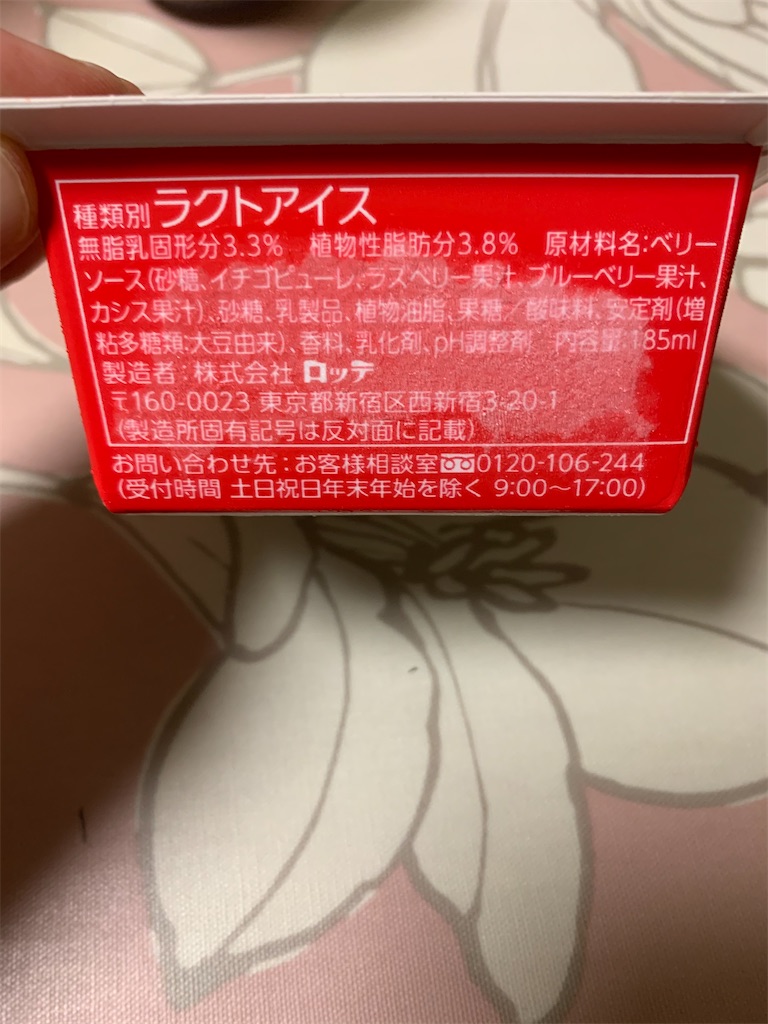 種類別ラクトアイス
無脂乳固形分3.3% 植物性脂肪分3.8% 原材料名:ベリー
ソース(砂糖、イチゴピューレ、ラズベリー果汁、ブルーベリー果汁、
カシス果汁)、砂糖、乳製品、植物油脂、果糖/酸味料、安定剤(増
粘多糖類:大豆由来)、香料、乳化剤、pH調整剤 内容量:185ml
製造者:株式会社 ロッテ
〒160-0023 東京都新宿区西新宿3-20-1
(製造所固有記号は反対面に記載)
お問い合わせ先:お客様相談室 0120-106-244
(受付時間 土日祝日年末年始を除く 9:00~17:00)